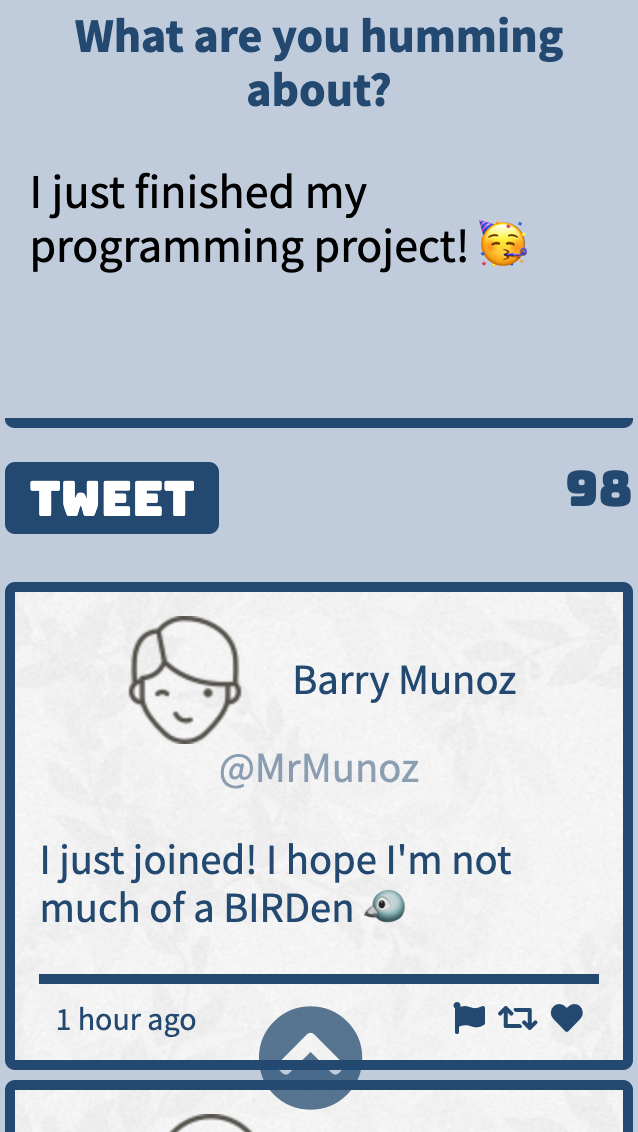 What are you humming
about?
I just finished my
programming project! 🥳
TWEET
98
Barry Munoz
@MrMunoz
I just joined! I hope I'm not
much of a BIRDen 🐦
1 hour ago